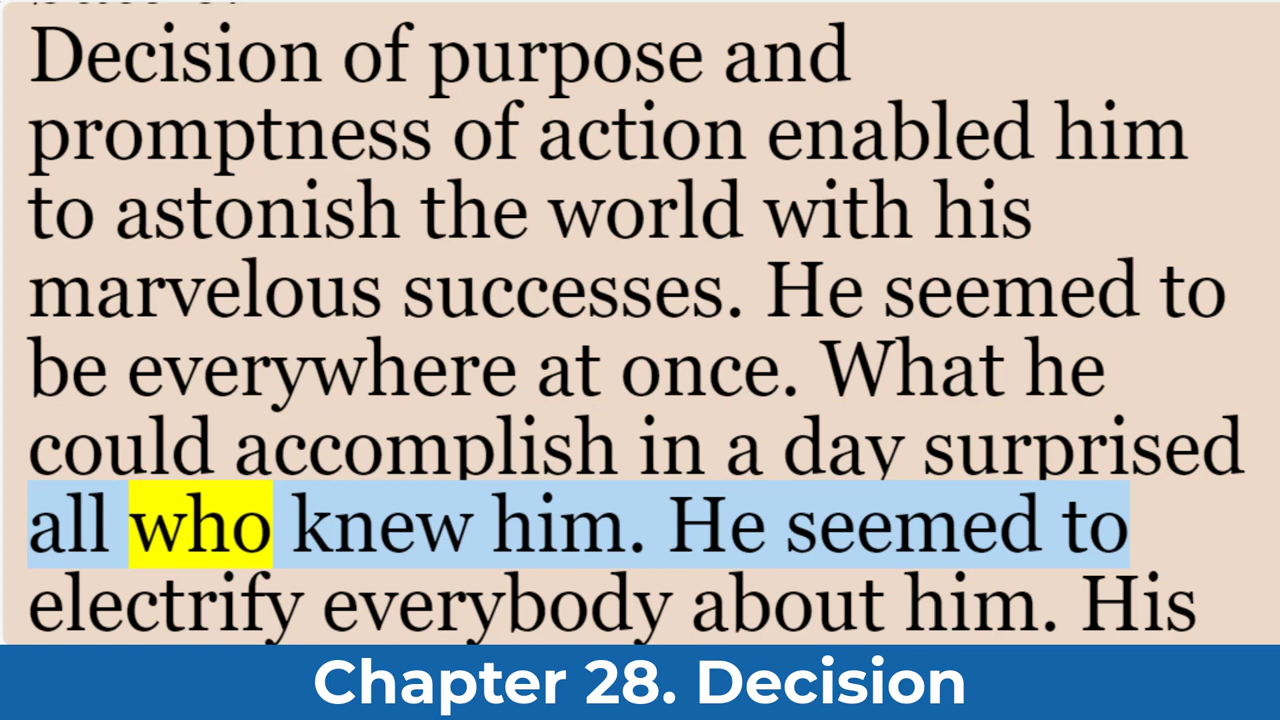 Decision of purpose and
promptness of action enabled him
to astonish the world with his
marvelous successes. He seemed to
be everywhere at once. What he
could accomplish in a day surprised
all who knew him. He seemed to
electrify everybody about him. His
Chapter 28. Decision